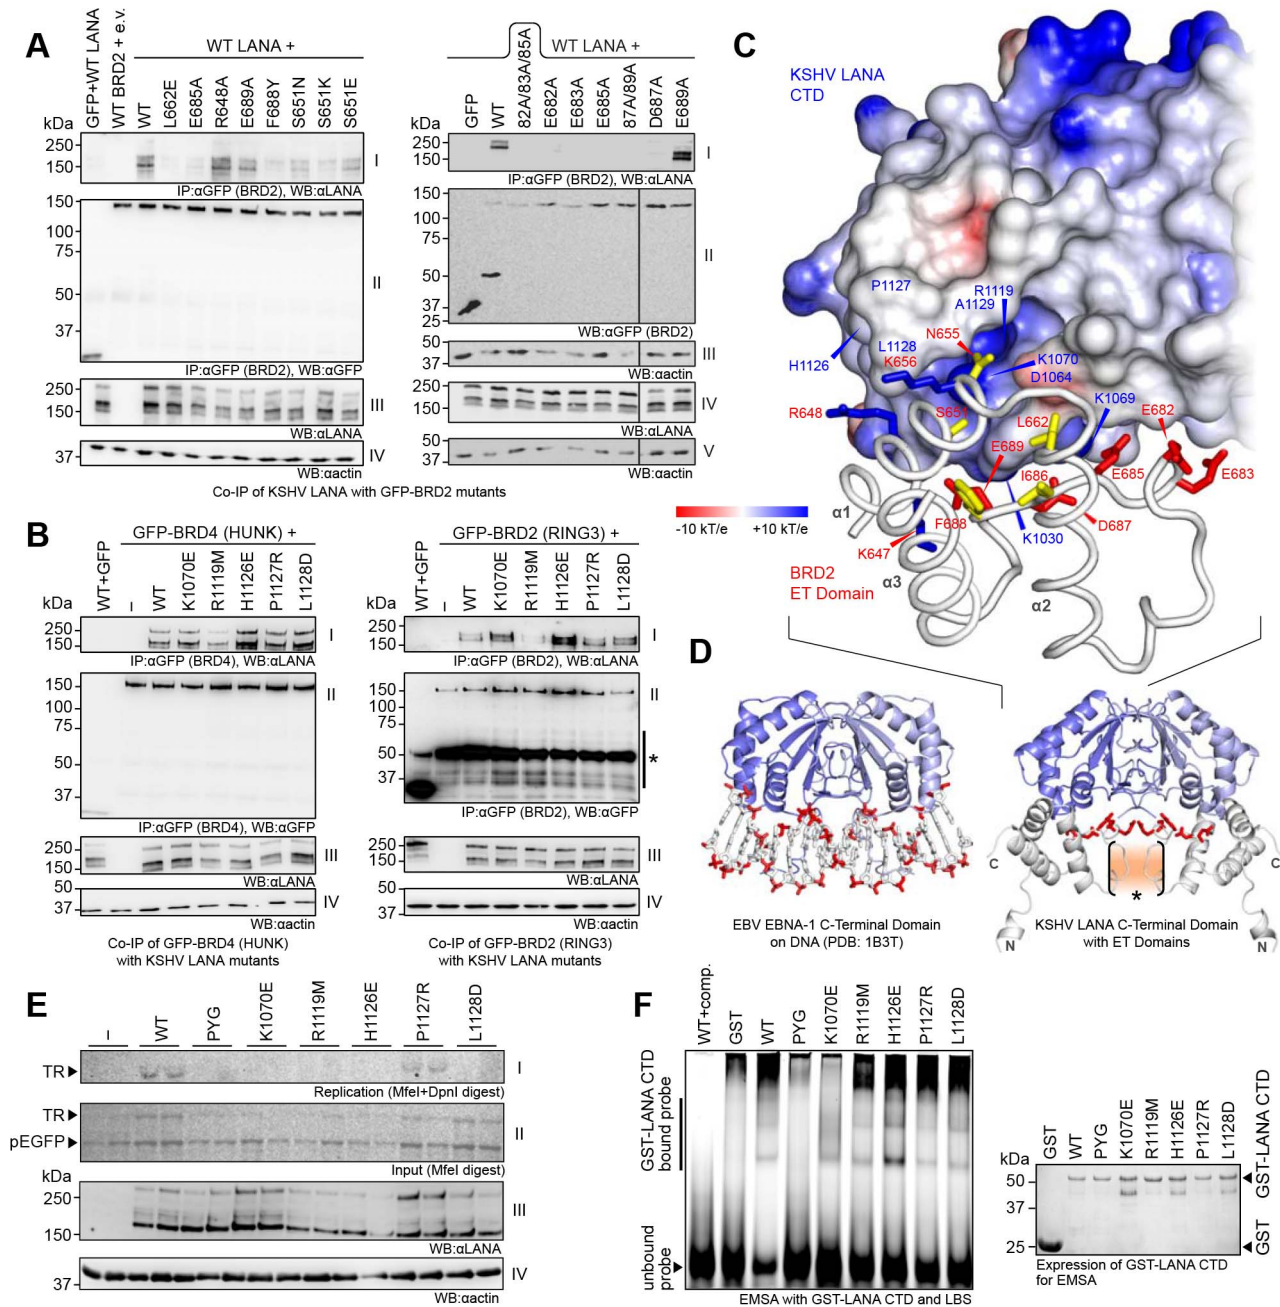 A
GFP+WT LANA
WT BRD2 + e.v.
WT LANA +
WT
L662E
E685A
R648A
E689A
F688Y
S651N
S651K
S651E
kDa
250
150
I
IP:αGFP (BRD2), WB:αLANA
150
100
75
50
37
II
IP:αGFP (BRD2), WB:αGFP
250
150
III
WB:αLANA
37
IV
WB:αactin
WT LANA +
GFP
WT
82A/83A/85A
E682A
E683A
E685A
87A/89A
D687A
E689A
kDa
250
150
I
IP:αGFP (BRD2), WB:αLANA
150
100
75
50
37
25
II
WB:αGFP (BRD2)
50
37
III
WB:αactin
250
150
IV
WB:αLANA
50
37
V
WB:αactin
Co-IP of KSHV LANA with GFP-BRD2 mutants
B
GFP-BRD4 (HUNK) +
WT+GFP
–
WT
K1070E
R1119M
H1126E
P1127R
L1128D
kDa
250
150
I
IP:αGFP (BRD4), WB:αLANA
150
100
75
50
37
II
IP:αGFP (BRD4), WB:αGFP
250
150
III
WB:αLANA
50
37
IV
WB:αactin
Co-IP of GFP-BRD4 (HUNK)
with KSHV LANA mutants
GFP-BRD2 (RING3) +
WT+GFP
–
WT
K1070E
R1119M
H1126E
P1127R
L1128D
kDa
250
150
I
IP:αGFP (BRD2), WB:αLANA
150
100
75
50
37
II
*
IP:αGFP (BRD2), WB:αGFP
250
150
III
WB:αLANA
50
37
IV
WB:αactin
Co-IP of GFP-BRD2 (RING3)
with KSHV LANA mutants
C
KSHV LANA
CTD
P1127
R1119
A1129
N655
H1126
L1128
K656
K1070
D1064
K1069
R648
S651
L662
E682
E689
E685
E683
I686
α1
F688
D687
K647
K1030
α3
α2
-10 kT/e
+10 kT/e
BRD2
ET Domain
D
EBV EBNA-1 C-Terminal Domain
on DNA (PDB: 1B3T)
C
C
*
N
N
KSHV LANA C-Terminal Domain
with ET Domains
E
–
WT
PYG
K1070E
R1119M
H1126E
P1127R
L1128D
TR
I
Replication (MfeI+DpnI digest)
TR
pEGFP
II
Input (MfeI digest)
kDa
250
150
III
WB:αLANA
37
IV
WB:αactin
F
WT+comp.
GST
WT
PYG
K1070E
R1119M
H1126E
P1127R
L1128D
GST-LANA CTD
bound probe
unbound
probe
EMSA with GST-LANA CTD and LBS
GST
WT
PYG
K1070E
R1119M
H1126E
P1127R
L1128D
kDa
50
37
25
GST-LANA CTD
GST
Expression of GST-LANA CTD
for EMSA